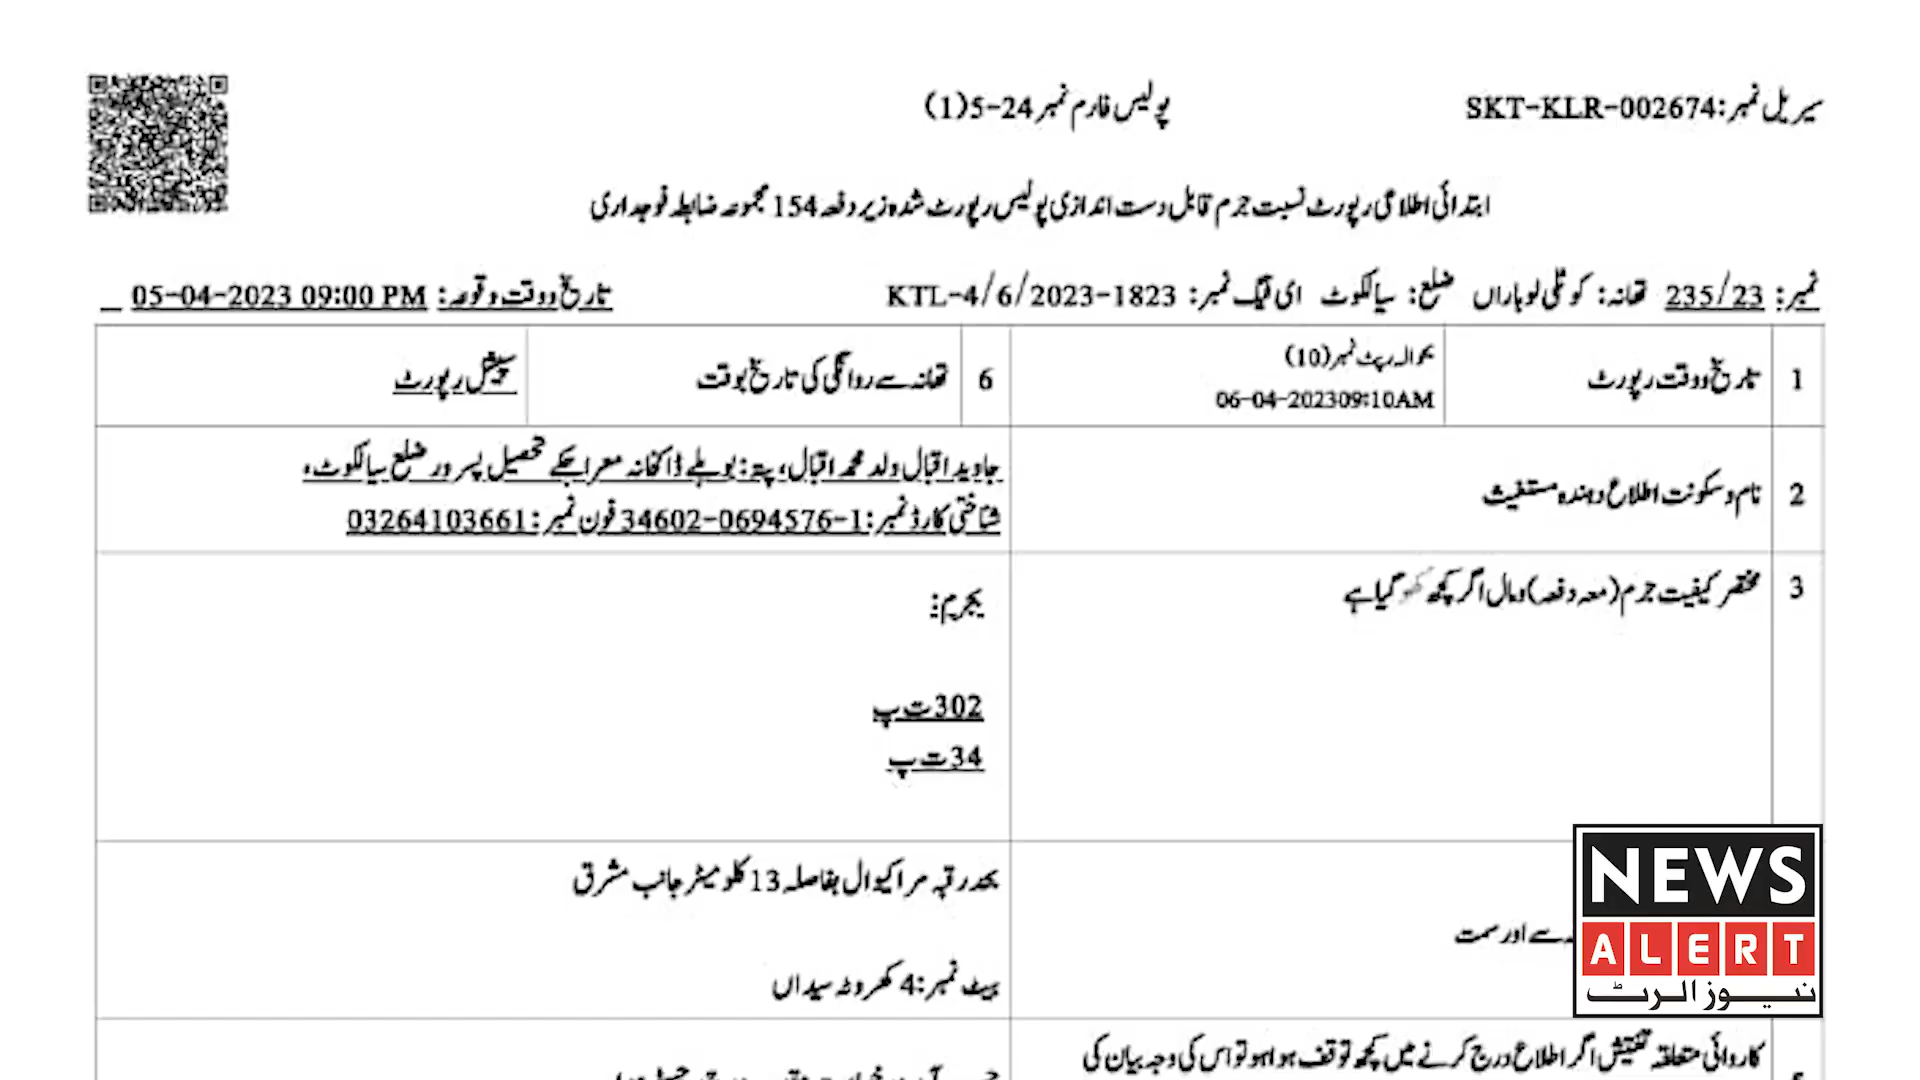 سیریل نمبر:SKT-KLR-002674
پولیس فارم نمبر24-5(1)
ابتدائی اطلاعی رپورٹ نسبت جرم قابل دست اندازی پولیس رپورٹ شدہ زیر دفعہ 154 مجموعہ ضابطہ فوجداری
نمبر: 235/23 تھانہ: کوٹلی لوہاراں ضلع: سیالکوٹ ای ٹیگ نمبر: KTL-4/6/2023-1823 تاریخ و وقت وقوعہ: 05-04-2023 09:00 PM _
1
تاریخ و وقت رپورٹ
بحوالہ رپٹ نمبر(10)
06-04-202309:10AM
6
تھانہ سے روانگی کی تاریخ بوقت
سپیشل رپورٹ
2
نام و سکونت اطلاع دہندہ مستغیث
جاوید اقبال ولد محمد اقبال، پتہ: ڈاکخانہ معراجکے تحصیل پسرور ضلع سیالکوٹ،
شناختی کارڈ نمبر:34602-0694576-1 فون نمبر:03264103661
3
مختصر کیفیت جرم(معہ دفعہ)ومال اگر کچھ کھو گیا ہے
بجرم:
302ت پ
34ت پ
سے اور سمت
بحد رقبہ مراکیوال بفاصلہ 13 کلومیٹر جانب مشرق
بیٹ نمبر:4 کھروٹہ سیداں
کاروائی متعلقہ تفتیش اگر اطلاع درج کرنے میں کچھ توقف ہوا ہو تو اس کی وجہ بیان کی
NEWS
ALERT
نیوز الرٹ